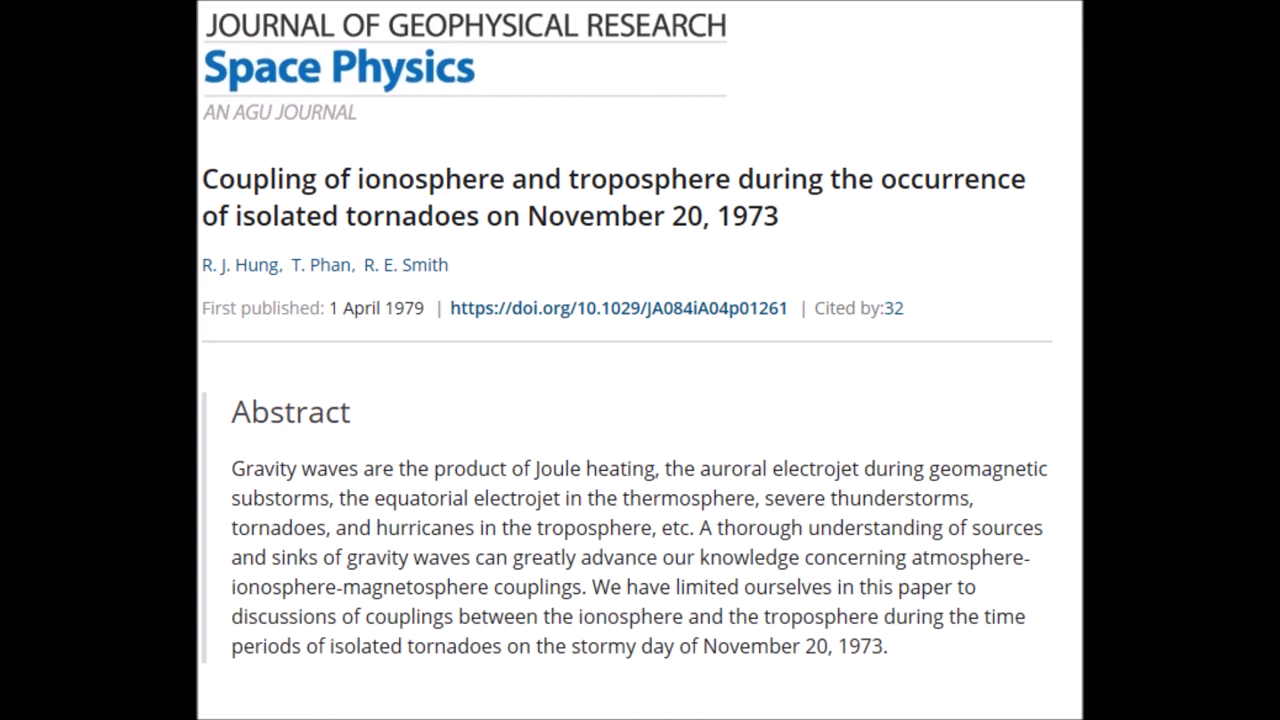 JOURNAL OF GEOPHYSICAL RESEARCH
Space Physics
AN AGU JOURNAL
Coupling of ionosphere and troposphere during the occurrence
of isolated tornadoes on November 20, 1973
R. J. Hung, T. Phan, R. E. Smith
First published: 1 April 1979 | https://doi.org/10.1029/JA084iA04p01261 | Cited by:32
Abstract
Gravity waves are the product of Joule heating, the auroral electrojet during geomagnetic
substorms, the equatorial electrojet in the thermosphere, severe thunderstorms,
tornadoes, and hurricanes in the troposphere, etc. A thorough understanding of sources
and sinks of gravity waves can greatly advance our knowledge concerning atmosphere-
ionosphere-magnetosphere couplings. We have limited ourselves in this paper to
discussions of couplings between the ionosphere and the troposphere during the time
periods of isolated tornadoes on the stormy day of November 20, 1973.